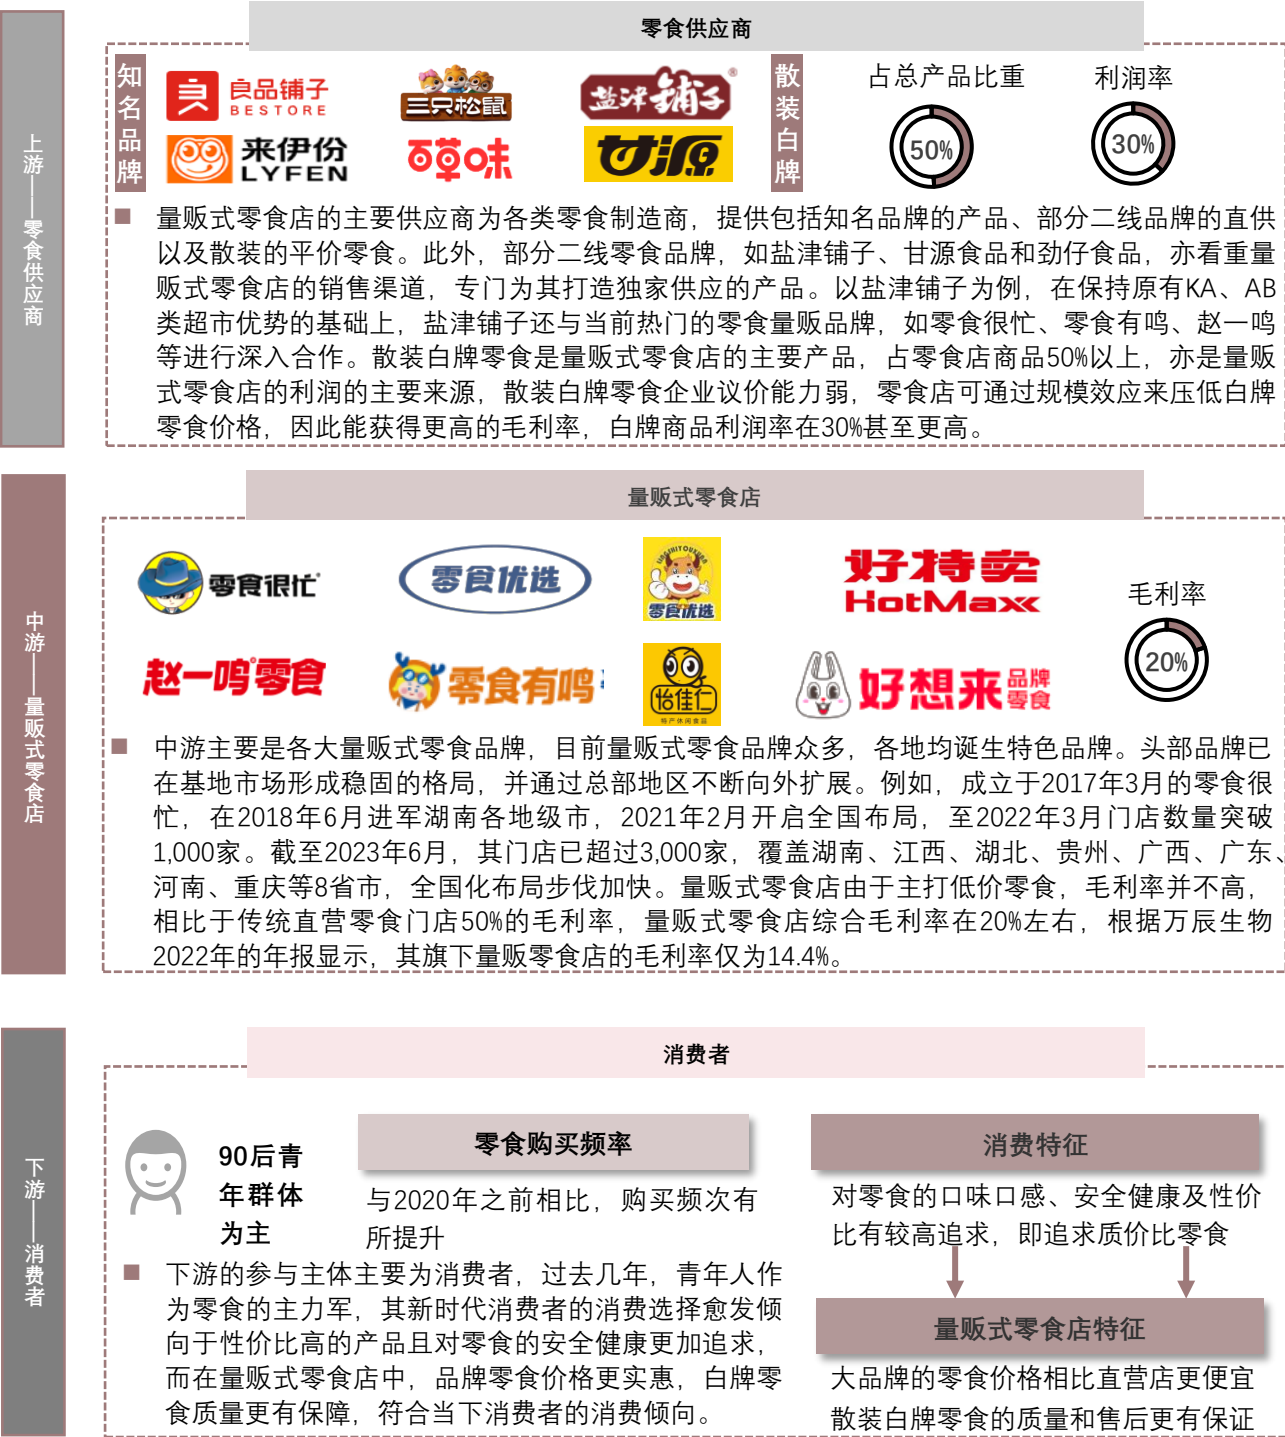 上游——零食供应商
零食供应商
知名品牌
良品铺子
BESTORE
三只松鼠
盐津铺子®
来伊份
LYFEN
百草味
甘源
散装白牌
占总产品比重
50%
利润率
30%
■ 量贩式零食店的主要供应商为各类零食制造商，提供包括知名品牌的产品、部分二线品牌的直供
以及散装的平价零食。此外，部分二线零食品牌，如盐津铺子、甘源食品和劲仔食品，亦看重量
贩式零食店的销售渠道，专门为其打造独家供应的产品。以盐津铺子为例，在保持原有KA、AB
类超市优势的基础上，盐津铺子还与当前热门的零食量贩品牌，如零食很忙、零食有鸣、赵一鸣
等进行深入合作。散装白牌零食是量贩式零食店的主要产品，占零食店商品50%以上，亦是量贩
式零食店的利润的主要来源，散装白牌零食企业议价能力弱，零食店可通过规模效应来压低白牌
零食价格，因此能获得更高的毛利率，白牌商品利润率在30%甚至更高。
中游——量贩式零食店
量贩式零食店
零食很忙
零食优选
零食优选
好特卖
HotMaxx
赵一鸣零食
零食有鸣
怡佳仁
特产休闲食品
好想来
品牌
零食
毛利率
20%
■ 中游主要是各大量贩式零食品牌，目前量贩式零食品牌众多，各地均诞生特色品牌。头部品牌已
在基地市场形成稳固的格局，并通过总部地区不断向外扩展。例如，成立于2017年3月的零食很
忙，在2018年6月进军湖南各地级市，2021年2月开启全国布局，至2022年3月门店数量突破
1,000家。截至2023年6月，其门店已超过3,000家，覆盖湖南、江西、湖北、贵州、广西、广东、
河南、重庆等8省市，全国化布局步伐加快。量贩式零食店由于主打低价零食，毛利率并不高，
相比于传统直营零食门店50%的毛利率，量贩式零食店综合毛利率在20%左右，根据万辰生物
2022年的年报显示，其旗下量贩零食店的毛利率仅为14.4%。
下游——消费者
消费者
90后青
年群体
为主
零食购买频率
与2020年之前相比，购买频次有
所提升
■ 下游的参与主体主要为消费者，过去几年，青年人作
为零食的主力军，其新时代消费者的消费选择愈发倾
向于性价比高的产品且对零食的安全健康更加追求，
而在量贩式零食店中，品牌零食价格更实惠，白牌零
食质量更有保障，符合当下消费者的消费倾向。
消费特征
对零食的口味口感、安全健康及性价
比有较高追求，即追求质价比零食
量贩式零食店特征
大品牌的零食价格相比直营店更便宜
散装白牌零食的质量和售后更有保证